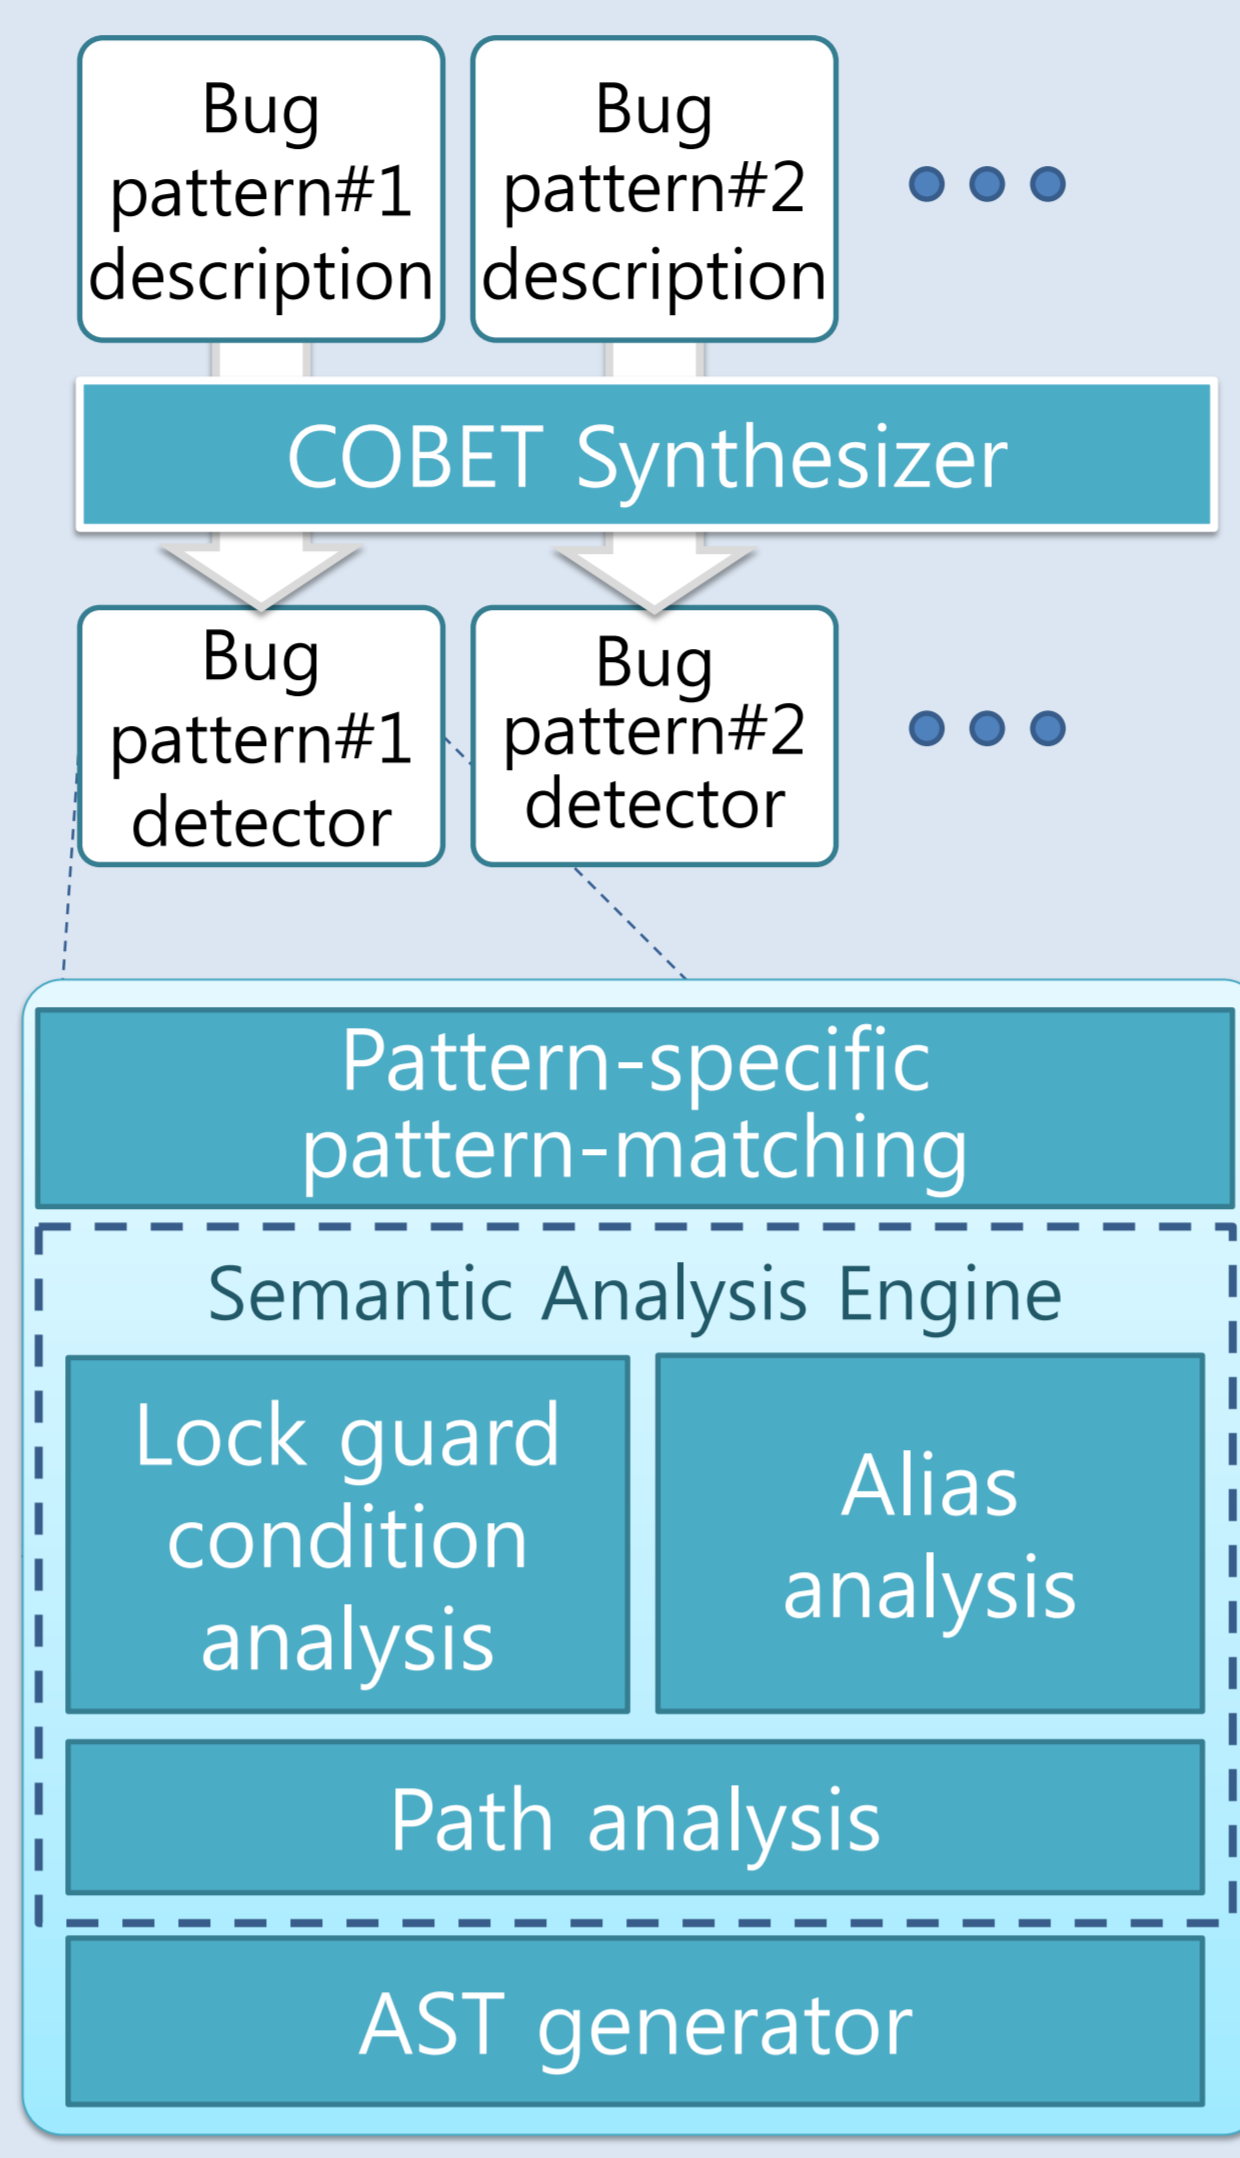 Bug
pattern#1
description
Bug
pattern#2
description
COBET Synthesizer
Bug
pattern#1
detector
Bug
pattern#2
detector
Pattern-specific
pattern-matching
Semantic Analysis Engine
Lock guard
condition
analysis
Alias
analysis
Path analysis
AST generator